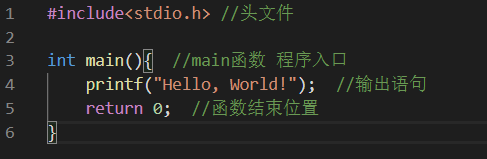 1 #include<stdio.h> //头文件
2
3 int main(){  //main函数 程序入口
4     printf("Hello, World!");  //输出语句
5     return 0;  //函数结束位置
6 }